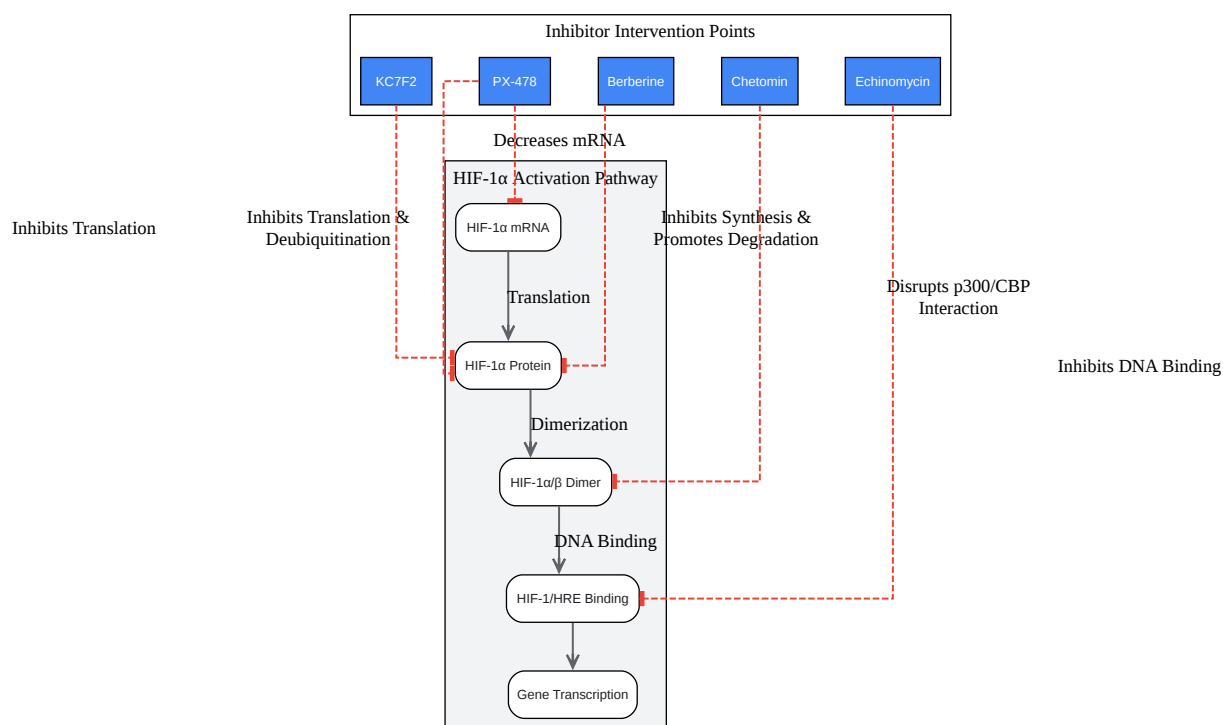 Inhibitor Intervention Points
KC7F2
PX-478
Berberine
Chetomin
Echinomycin
Decreases mRNA
HIF-1α Activation Pathway
Inhibits Translation
Inhibits Translation &
Deubiquitination
HIF-1α mRNA
Inhibits Synthesis &
Promotes Degradation
Translation
Disrupts p300/CBP
Interaction
HIF-1α Protein
Inhibits DNA Binding
Dimerization
HIF-1α/β Dimer
DNA Binding
HIF-1/HRE Binding
Gene Transcription